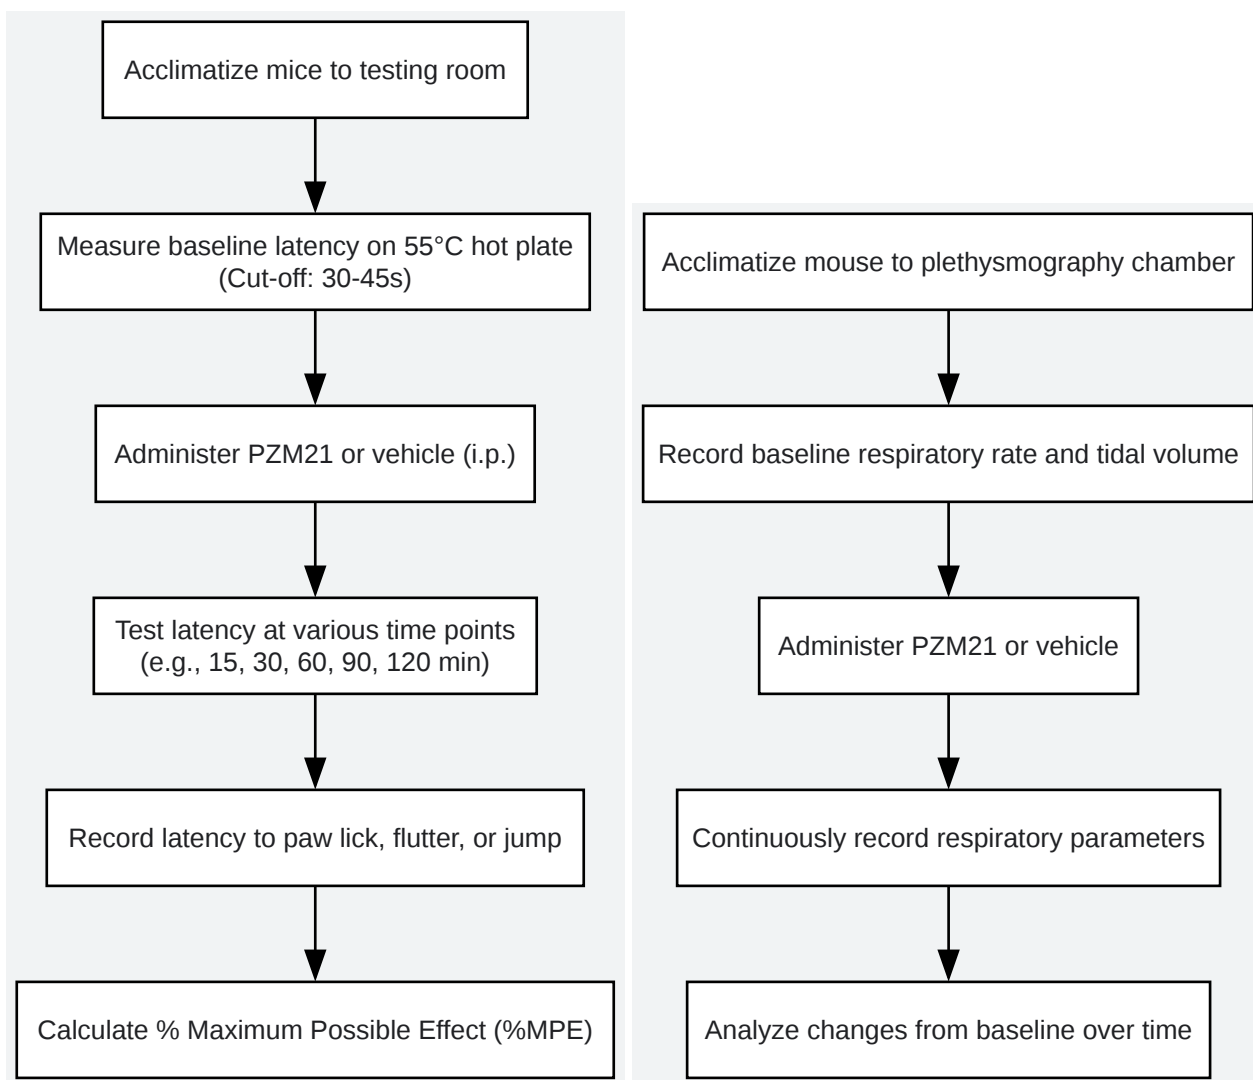 Acclimatize mice to testing room
Measure baseline latency on 55°C hot plate
(Cut-off: 30-45s)
Administer PZM21 or vehicle (i.p.)
Test latency at various time points
(e.g., 15, 30, 60, 90, 120 min)
Record latency to paw lick, flutter, or jump
Calculate % Maximum Possible Effect (%MPE)
Acclimatize mouse to plethysmography chamber
Record baseline respiratory rate and tidal volume
Administer PZM21 or vehicle
Continuously record respiratory parameters
Analyze changes from baseline over time